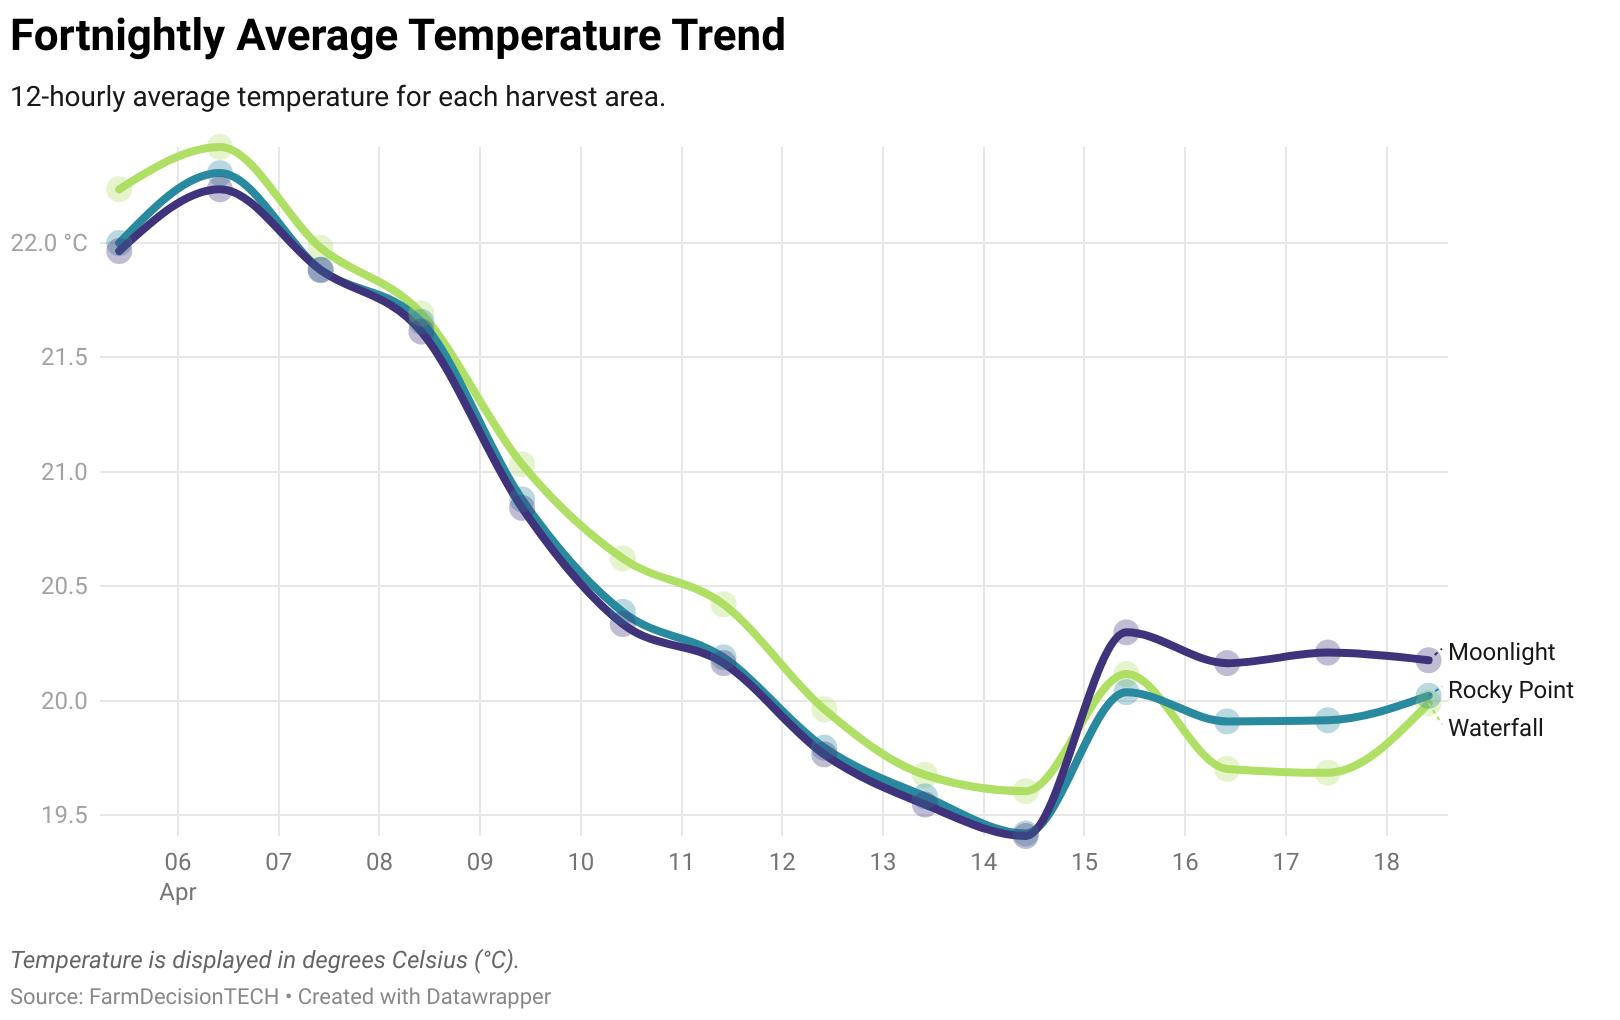 Fortnightly Average Temperature Trend
12-hourly average temperature for each harvest area.
22.0 °C
21.5
21.0
20.5
20.0
19.5
Moonlight
Rocky Point
Waterfall
06 07 08 09 10 11 12 13 14 15 16 17 18
Apr
Temperature is displayed in degrees Celsius (°C).
Source: FarmDecisionTECH • Created with Datawrapper